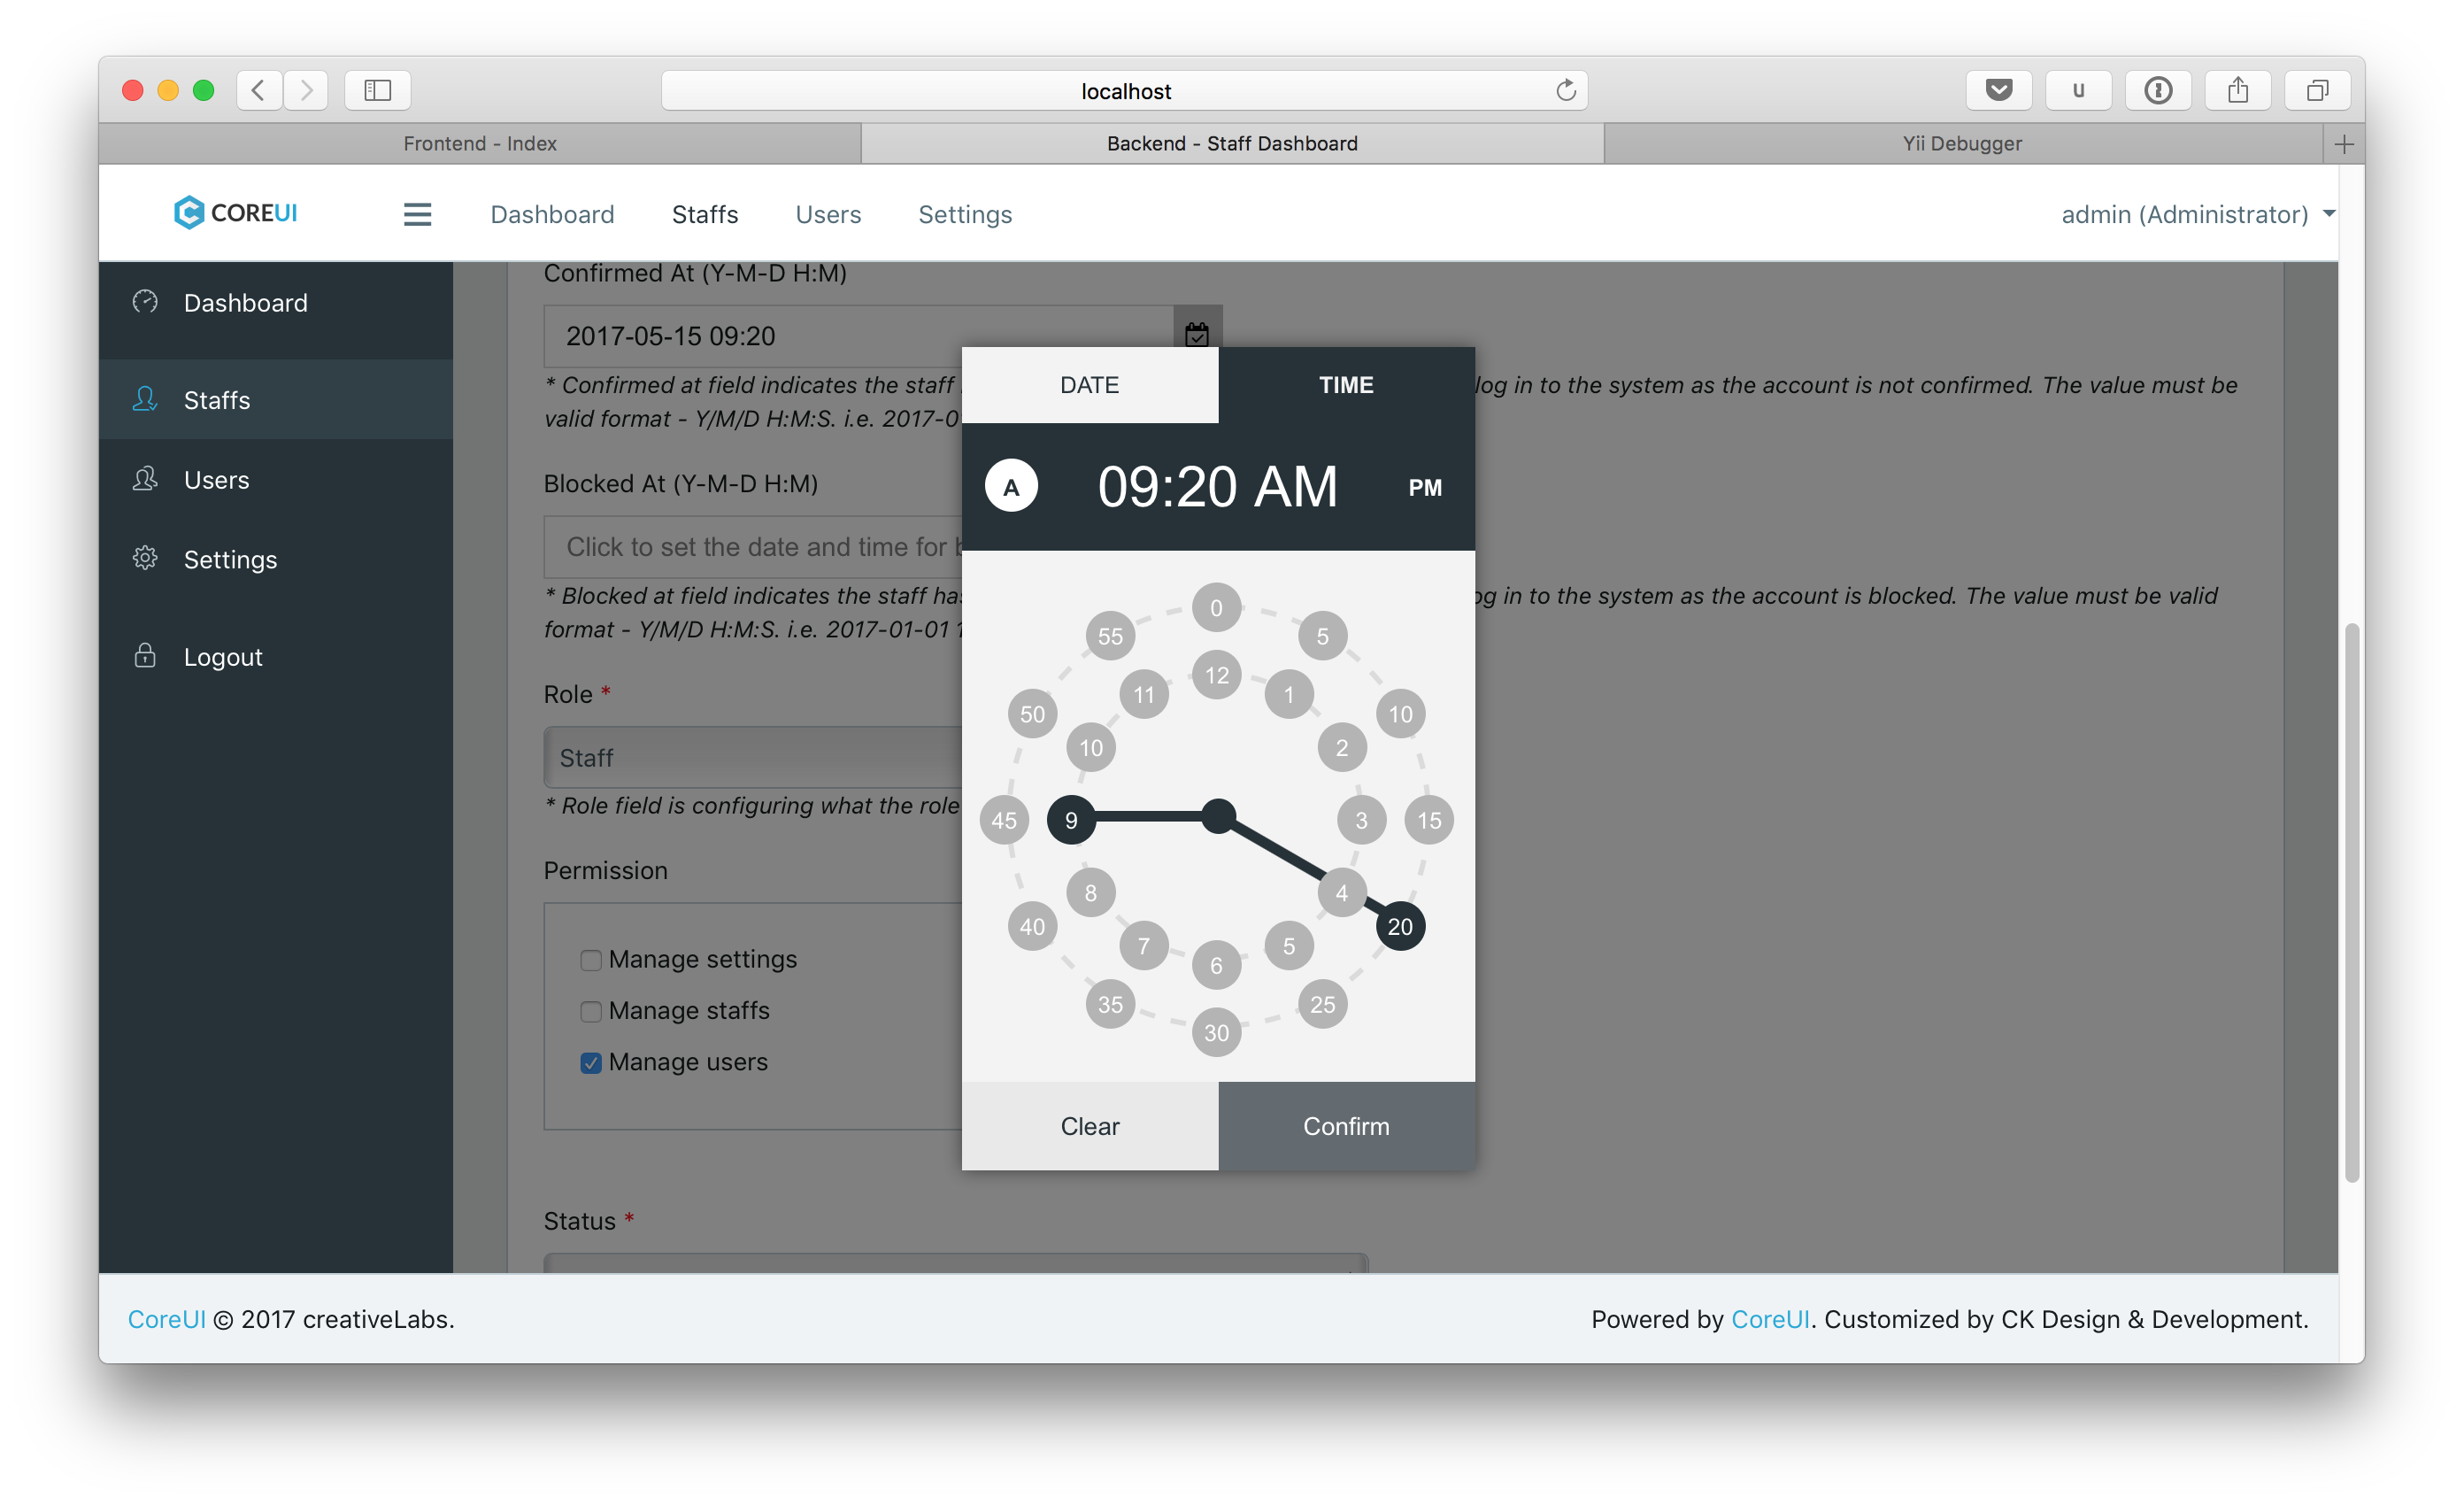 localhost
u
Frontend - Index
Backend - Staff Dashboard
Yii Debugger
COREUI
Dashboard
Staffs
Users
Settings
admin (Administrator)
Dashboard
Staffs
Users
Settings
Logout
Confirmed At (Y-M-D H:M)
2017-05-15 09:20
* Confirmed at field indicates the staff
log in to the system as the account is not confirmed. The value must be
valid format - Y/M/D H:M:S. i.e. 2017-0
Blocked At (Y-M-D H:M)
Click to set the date and time for
* Blocked at field indicates the staff has
og in to the system as the account is blocked. The value must be valid
format - Y/M/D H:M:S. i.e. 2017-01-01
Role *
Staff
* Role field is configuring what the role
Permission
Manage settings
Manage staffs
Manage users
Status *
DATE
TIME
A
09:20 AM
PM
0
55
5
12
11
1
50
10
10
2
45
9
3
15
8
4
40
20
7
5
6
35
25
30
Clear
Confirm
CoreUI © 2017 creativeLabs.
Powered by CoreUI. Customized by CK Design & Development.